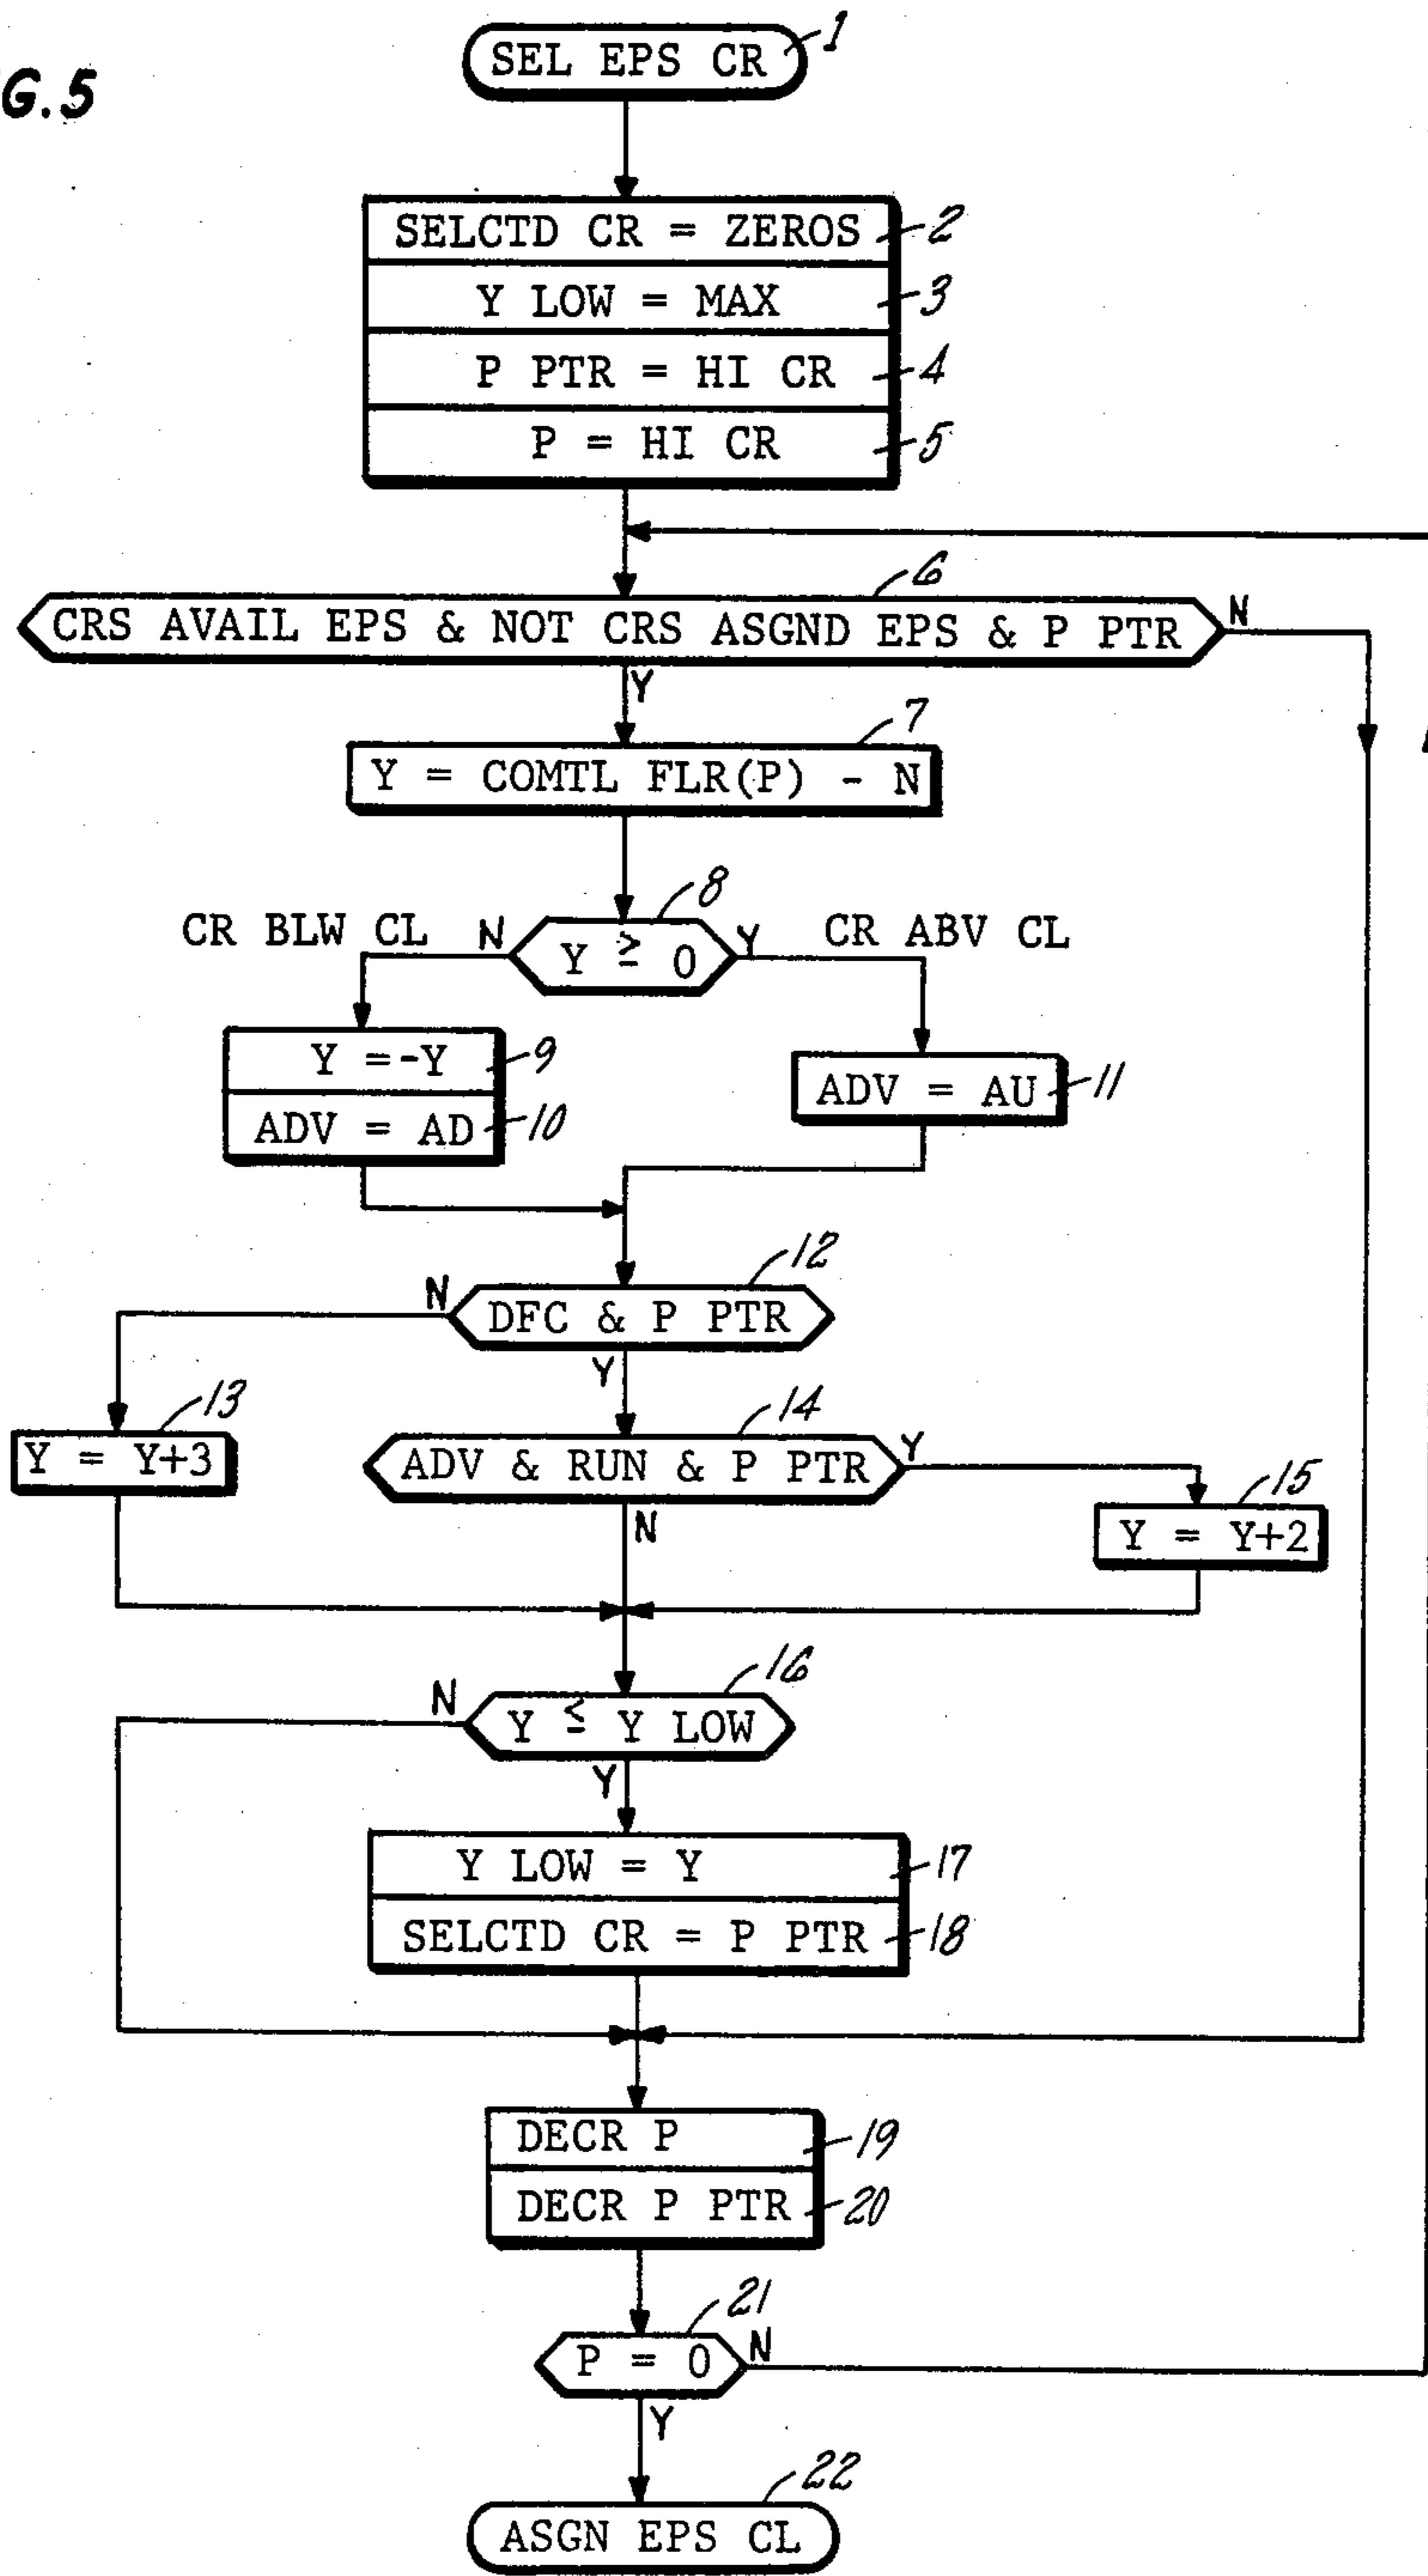 G.5
SEL EPS CR 1
SELCTD CR = ZEROS 2
Y LOW = MAX 3
P PTR = HI CR 4
P = HI CR 5
6
CRS AVAIL EPS & NOT CRS ASGND EPS & P PTR N
Y
7
Y = COMTL FLR(P) - N
8
CR BLW CL N Y ≥ 0 Y CR ABV CL
Y =-Y 9
ADV = AD 10
ADV = AU 11
12
N DFC & P PTR
Y
13
Y = Y+3
14
ADV & RUN & P PTR Y
N
15
Y = Y+2
16
N Y ≤ Y LOW
Y
Y LOW = Y 17
SELCTD CR = P PTR 18
DECR P 19
DECR P PTR 20
21
P = 0 N
Y
22
ASGN EPS CL